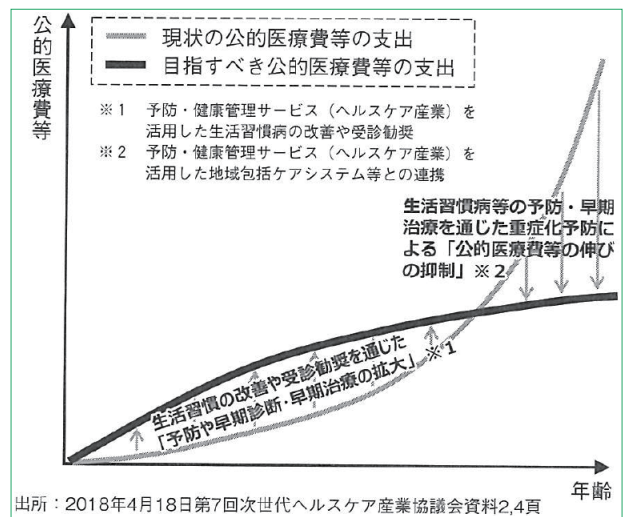 公的医療費等
現状の公的医療費等の支出
目指すべき公的医療費等の支出
※1 予防・健康管理サービス（ヘルスケア産業）を
活用した生活習慣病の改善や受診勧奨
※2 予防・健康管理サービス（ヘルスケア産業）を
活用した地域包括ケアシステム等との連携
生活習慣病等の予防・早期
治療を通じた重症化予防に
よる「公的医療費等の伸び
の抑制」※2
生活習慣の改善や受診勧奨を通じた
「予防や早期診断・早期治療の拡大」※1
年齢
出所：2018年4月18日第7回次世代ヘルスケア産業協議会資料2,4頁